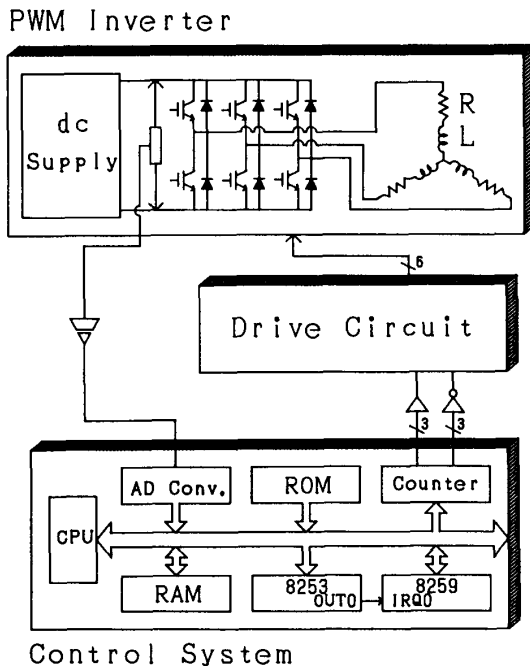 PWM Inverter
dc
Supply
R
L
6
Drive Circuit
3
3
AD Conv.
ROM
Counter
CPU
RAM
8253
OUT0
8259
IRQ0
Control System